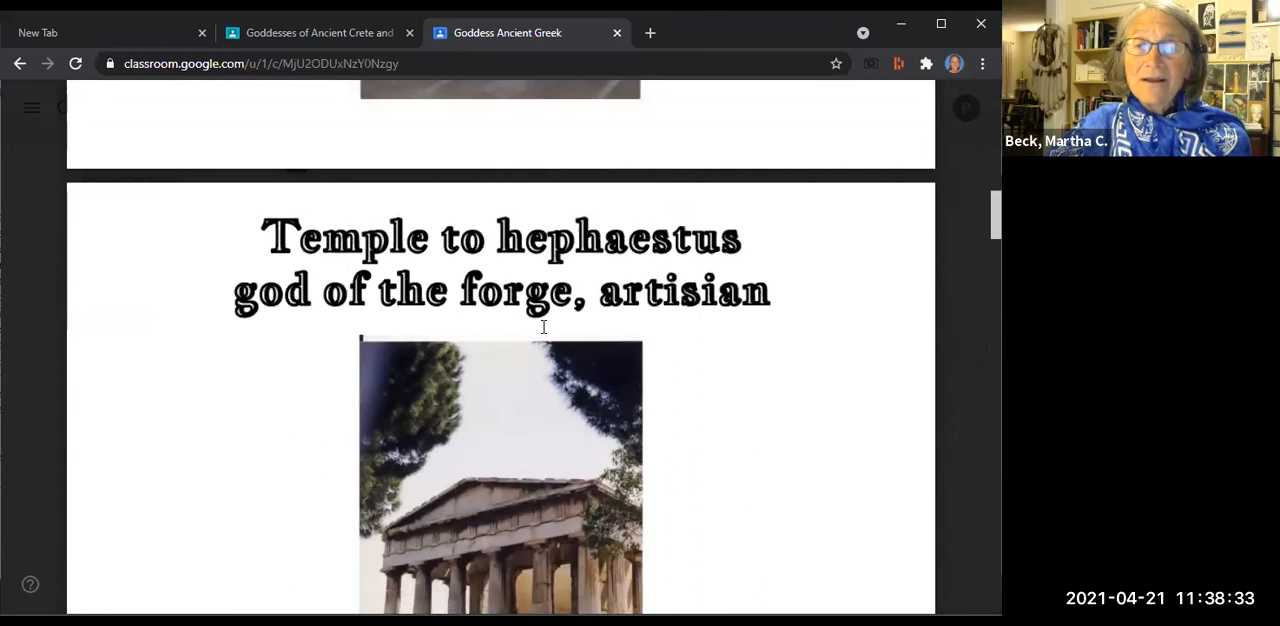 New Tab
Goddesses of Ancient Crete and
Goddess Ancient Greek
classroom.google.com/u/1/c/MjU2ODUxNzY0Nzgy
Beck, Martha C.
Temple to hephaestus
god of the forge, artisian
2021-04-21 11:38:33